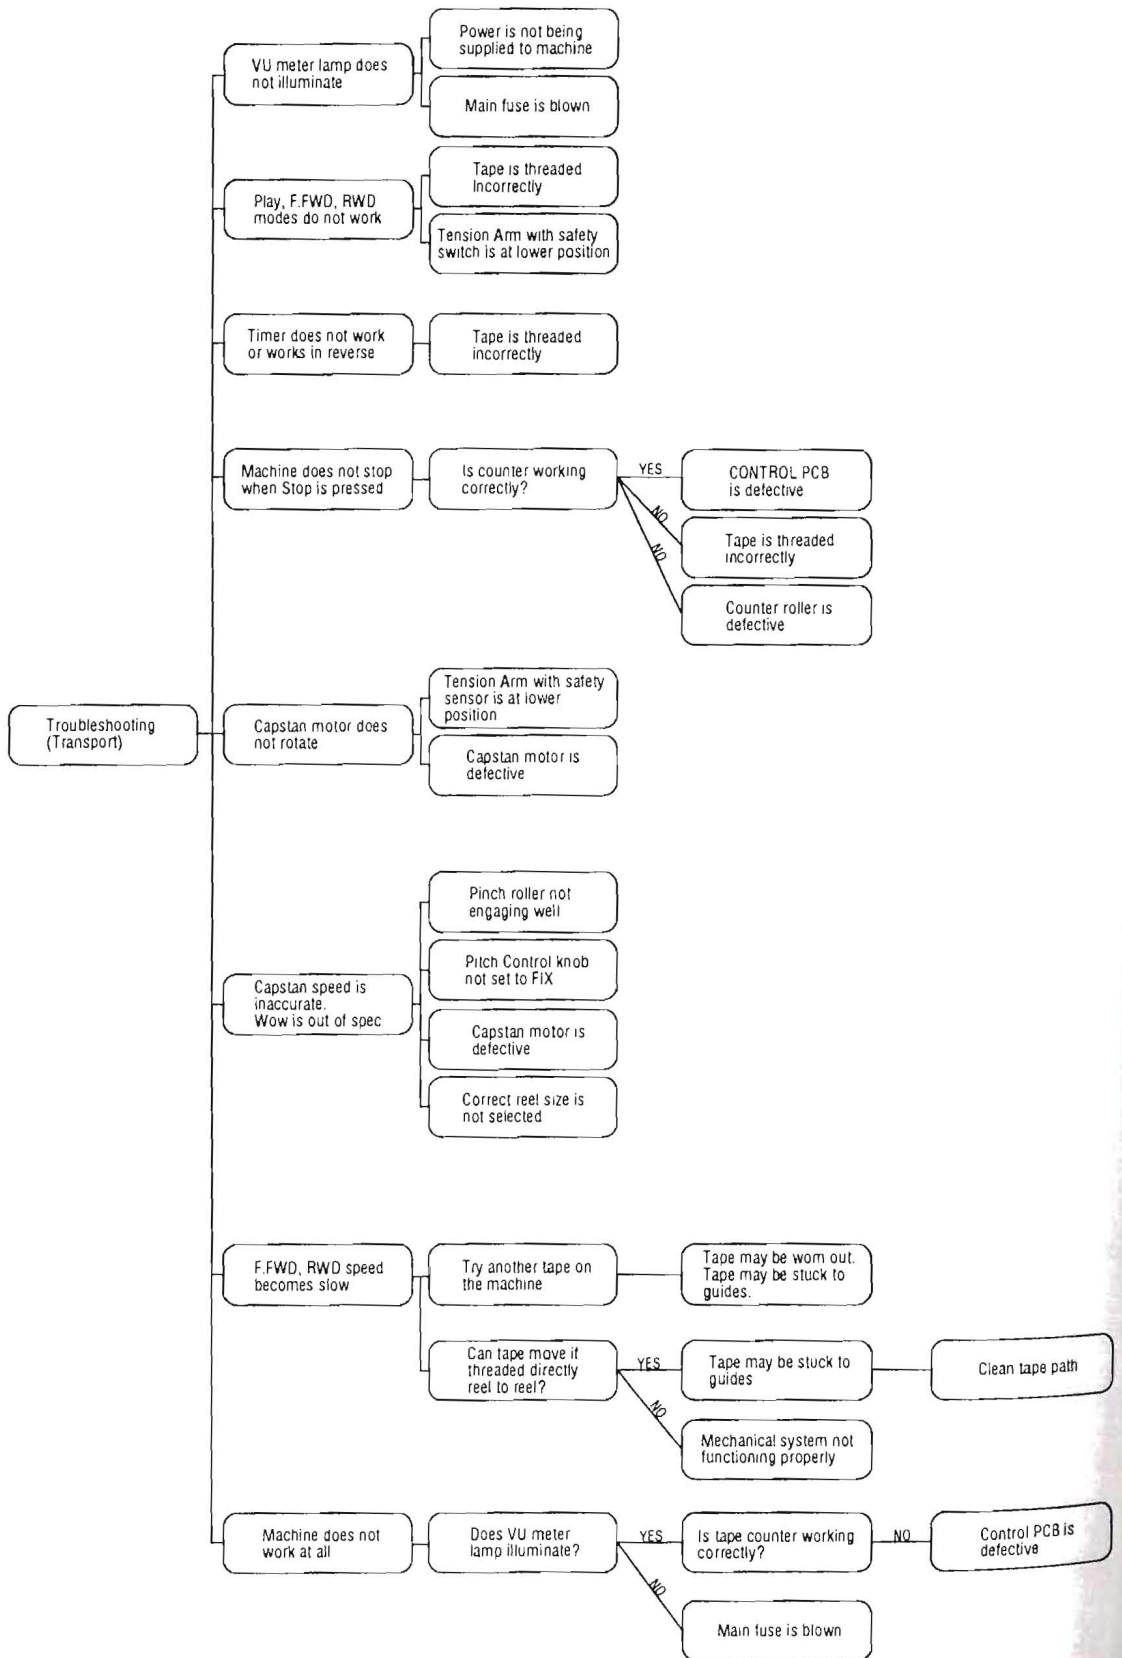 Power is not being
supplied to machine
VU meter lamp does
not illuminate
Main fuse is blown
Tape is threaded
Incorrectly
Play, F.FWD, RWD
modes do not work
Tension Arm with safety
switch is at lower position
Timer does not work
or works in reverse
Tape is threaded
incorrectly
Machine does not stop
when Stop is pressed
Is counter working
correctly?
YES
CONTROL PCB
is defective
NO
Tape is threaded
incorrectly
NO
Counter roller is
defective
Tension Arm with safety
sensor is at lower
position
Troubleshooting
(Transport)
Capstan motor does
not rotate
Capstan motor is
defective
Pinch roller not
engaging well
Pitch Control knob
not set to FIX
Capstan speed is
inaccurate.
Wow is out of spec
Capstan motor is
defective
Correct reel size is
not selected
F.FWD, RWD speed
becomes slow
Try another tape on
the machine
Tape may be worn out.
Tape may be stuck to
guides.
Can tape move if
threaded directly
reel to reel?
YES
Tape may be stuck to
guides
Clean tape path
NO
Mechanical system not
functioning properly
Machine does not
work at all
Does VU meter
lamp illuminate?
YES
Is tape counter working
correctly?
NO
Control PCB is
defective
NO
Main fuse is blown